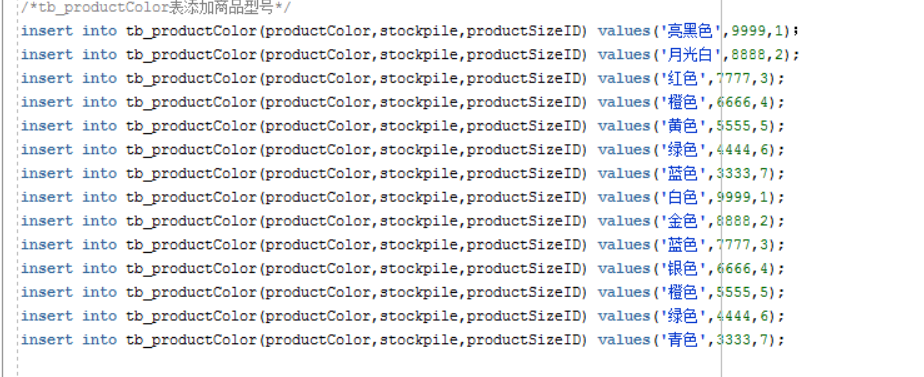 /*tb_productColor表添加商品型号*/
insert into tb_productColor(productColor,stockpile,productSizeID) values('亮黑色',9999,1);
insert into tb_productColor(productColor,stockpile,productSizeID) values('月光白',8888,2);
insert into tb_productColor(productColor,stockpile,productSizeID) values('红色',7777,3);
insert into tb_productColor(productColor,stockpile,productSizeID) values('橙色',6666,4);
insert into tb_productColor(productColor,stockpile,productSizeID) values('黄色',5555,5);
insert into tb_productColor(productColor,stockpile,productSizeID) values('绿色',4444,6);
insert into tb_productColor(productColor,stockpile,productSizeID) values('蓝色',3333,7);
insert into tb_productColor(productColor,stockpile,productSizeID) values('白色',9999,1);
insert into tb_productColor(productColor,stockpile,productSizeID) values('金色',8888,2);
insert into tb_productColor(productColor,stockpile,productSizeID) values('蓝色',7777,3);
insert into tb_productColor(productColor,stockpile,productSizeID) values('银色',6666,4);
insert into tb_productColor(productColor,stockpile,productSizeID) values('橙色',5555,5);
insert into tb_productColor(productColor,stockpile,productSizeID) values('绿色',4444,6);
insert into tb_productColor(productColor,stockpile,productSizeID) values('青色',3333,7);